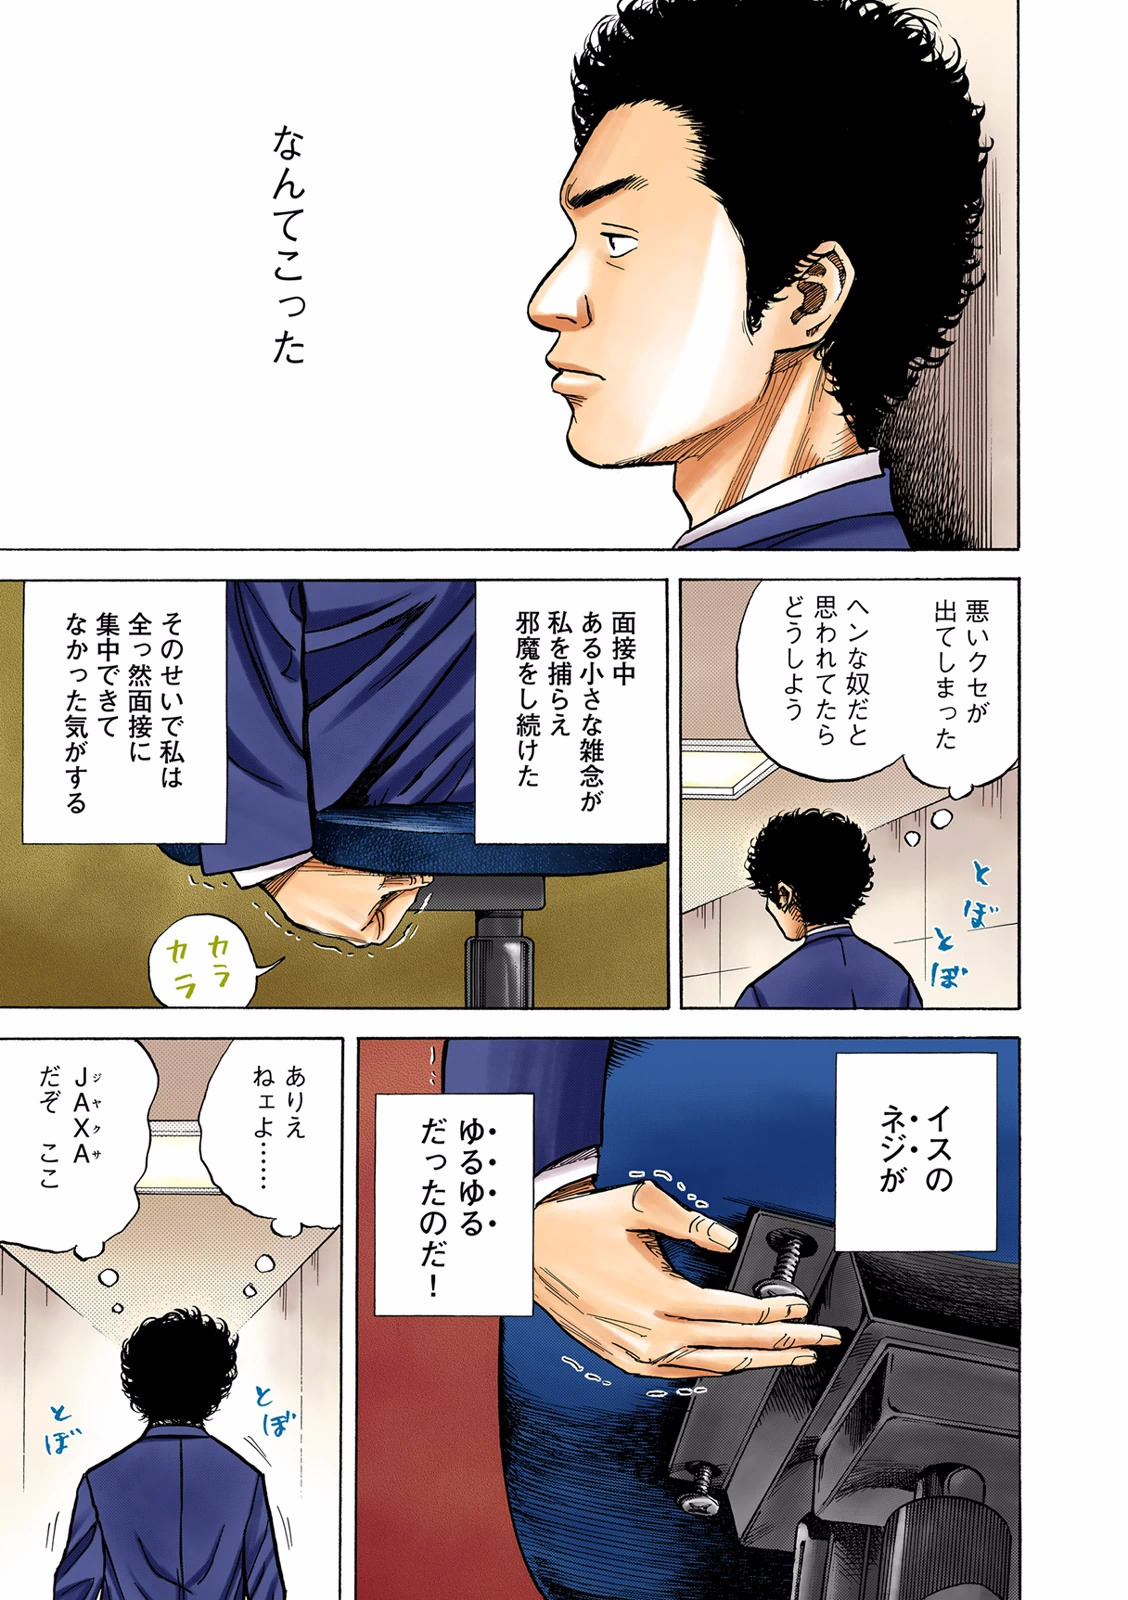 なんてこった
悪いクセが
出てしまった
ヘンな奴だと
思われてたら
どうしよう
とぼ
とぼ
面接中
ある小さな雑念が
私を捕らえ
邪魔をし続けた
そのせいで私は
全っ然面接に
集中できて
なかった気がする
カラ
カラ
イスの
ネジが
ゆるゆる
だったのだ！
ありえ
ねェよ……
JAXA
ジャクサ
だぞ ここ
とぼ
とぼ